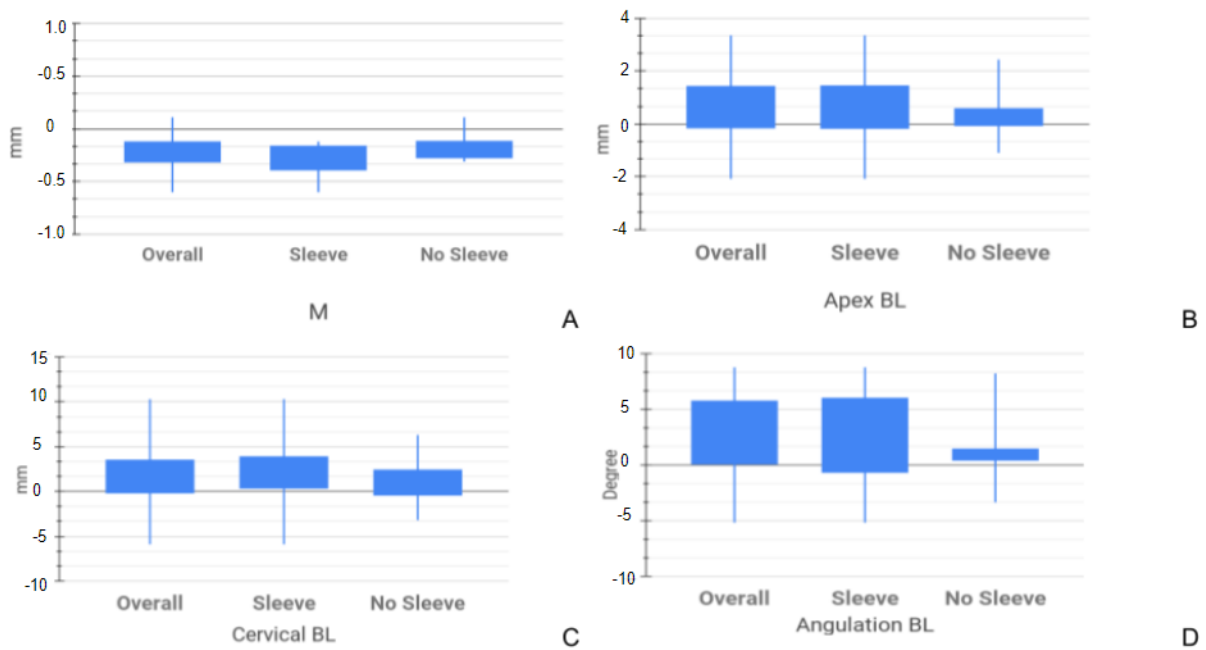 1.0
-0.5
0
-0.5
-1.0
mm
Overall Sleeve No Sleeve
M
A
4
2
0
-2
-4
mm
Overall Sleeve No Sleeve
Apex BL
B
15
10
5
0
-5
-10
mm
Overall Sleeve No Sleeve
Cervical BL
C
10
5
0
-5
-10
Degree
Overall Sleeve No Sleeve
Angulation BL
D